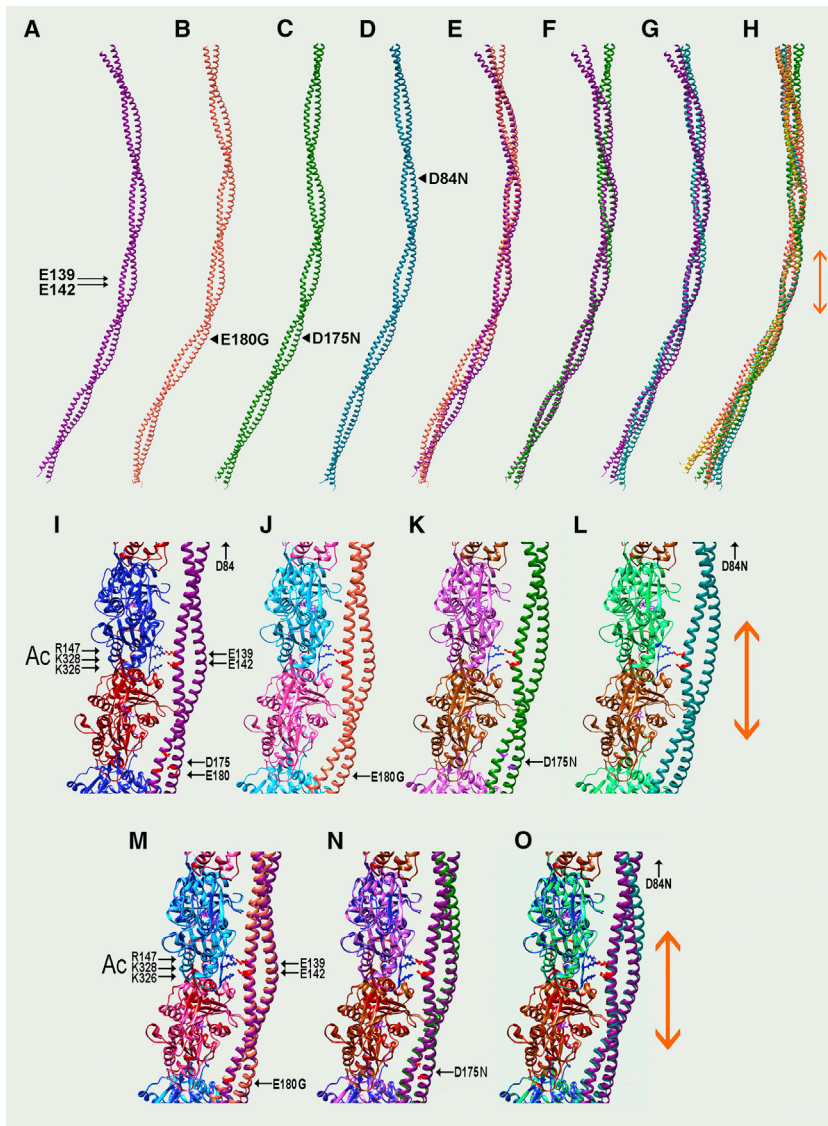 A B C D E F G H
D84N
E139
E142
E180G
D175N
I J K L
D84
D84N
Ac
R147
K328
K326
E139
E142
D175
E180
E180G
D175N
M N O
D84N
Ac
R147
K328
K326
E139
E142
E180G
D175N